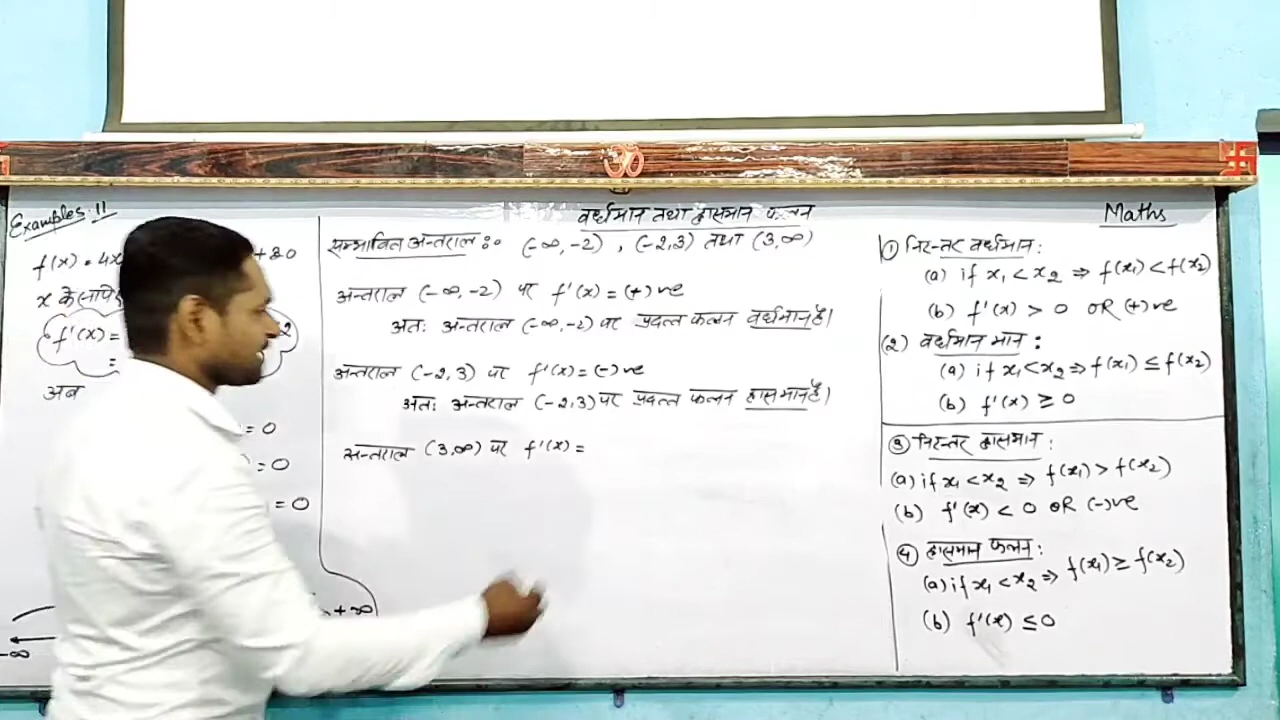 Examples: 11
f(x) = 4x
+ 30
x के सापे
f'(x) =
2
=
अब
= 0
= 0
= 0
+ ∞
-∞
ॐ
वर्धमान तथा ह्रासमान फलन
सम्भावित अन्तराल :- (-∞, -2) , (-2, 3) तथा (3, ∞)
अन्तराल (-∞, -2) पर f'(x) = (+)ve
अतः अन्तराल (-∞, -2) पर प्रदत्त फलन वर्धमान है।
अन्तराल (-2, 3) पर f'(x) = (-)ve
अतः अन्तराल (-2, 3) पर प्रदत्त फलन ह्रासमान है।
अन्तराल (3, ∞) पर f'(x) =
Maths
① निरन्तर वर्धमान :
(a) if x₁ < x₂ ⇒ f(x₁) < f(x₂)
(b) f'(x) > 0 OR (+)ve
(2) वर्धमान मान :
(a) if x₁ < x₂ ⇒ f(x₁) ≤ f(x₂)
(b) f'(x) ≥ 0
③ निरन्तर ह्रासमान :
(a) if x₁ < x₂ ⇒ f(x₁) > f(x₂)
(b) f'(x) < 0 OR (-)ve
④ ह्रासमान फलन :
(a) if x₁ < x₂ ⇒ f(x₁) ≥ f(x₂)
(b) f'(x) ≤ 0